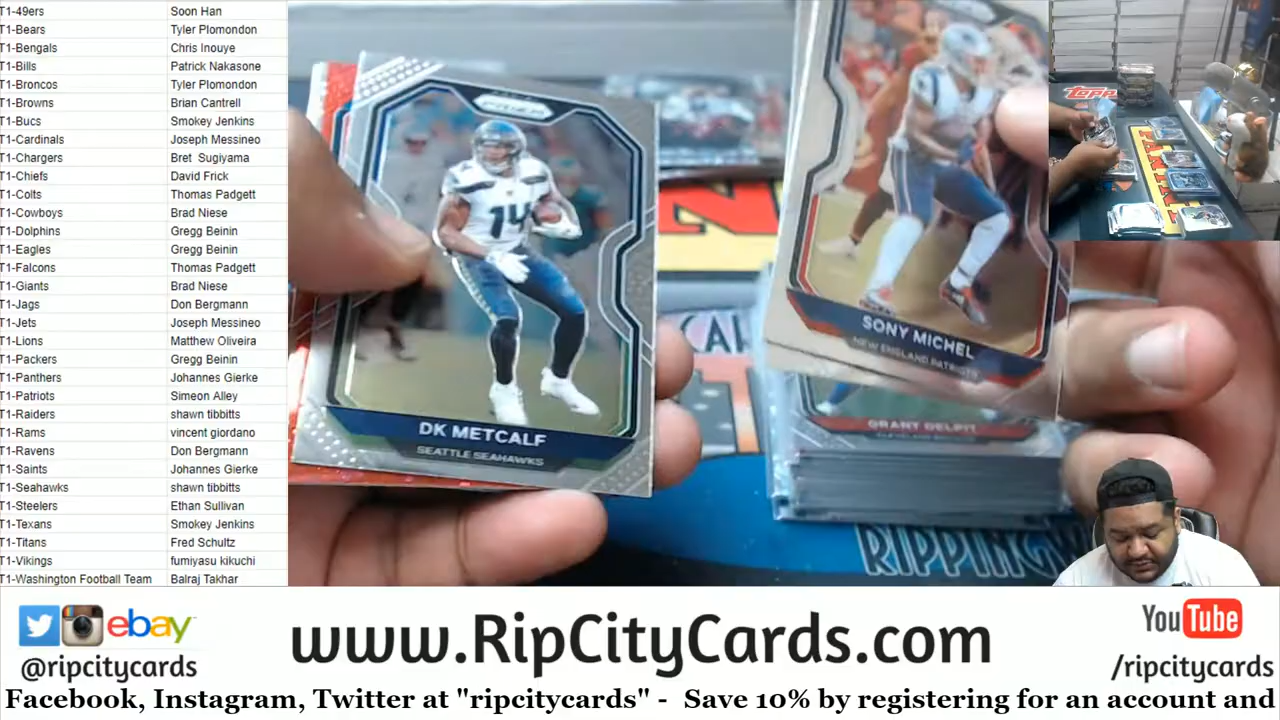 T1-49ers Soon Han
T1-Bears Tyler Plomondon
T1-Bengals Chris Inouye
T1-Bills Patrick Nakasone
T1-Broncos Tyler Plomondon
T1-Browns Brian Cantrell
T1-Bucs Smokey Jenkins
T1-Cardinals Joseph Messineo
T1-Chargers Bret Sugiyama
T1-Chiefs David Frick
T1-Colts Thomas Padgett
T1-Cowboys Brad Niese
T1-Dolphins Gregg Beinin
T1-Eagles Gregg Beinin
T1-Falcons Thomas Padgett
T1-Giants Brad Niese
T1-Jags Don Bergmann
T1-Jets Joseph Messineo
T1-Lions Matthew Oliveira
T1-Packers Gregg Beinin
T1-Panthers Johannes Gierke
T1-Patriots Simeon Alley
T1-Raiders shawn tibbitts
T1-Rams vincent giordano
T1-Ravens Don Bergmann
T1-Saints Johannes Gierke
T1-Seahawks shawn tibbitts
T1-Steelers Ethan Sullivan
T1-Texans Smokey Jenkins
T1-Titans Fred Schultz
T1-Vikings fumiyasu kikuchi
T1-Washington Football Team Balraj Takhar
PRIZM
14
DK METCALF
SEATTLE SEAHAWKS
SONY MICHEL
NEW ENGLAND PATRIOTS
GRANT DELPIT
CLEVELAND BROWNS
RIPPING
topps
ebay
@ripcitycards
www.RipCityCards.com
YouTube
/ripcitycards
Facebook, Instagram, Twitter at "ripcitycards" - Save 10% by registering for an account and